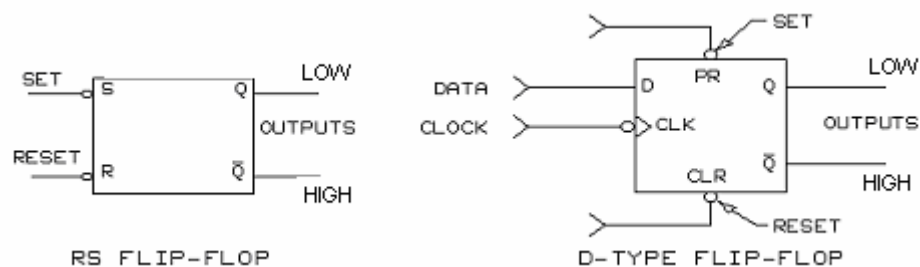 SET
S
Q
LOW
OUTPUTS
RESET
R
Q̅
HIGH
RS FLIP-FLOP
SET
PR
DATA
D
Q
LOW
CLOCK
CLK
OUTPUTS
CLR
Q̅
HIGH
RESET
D-TYPE FLIP-FLOP